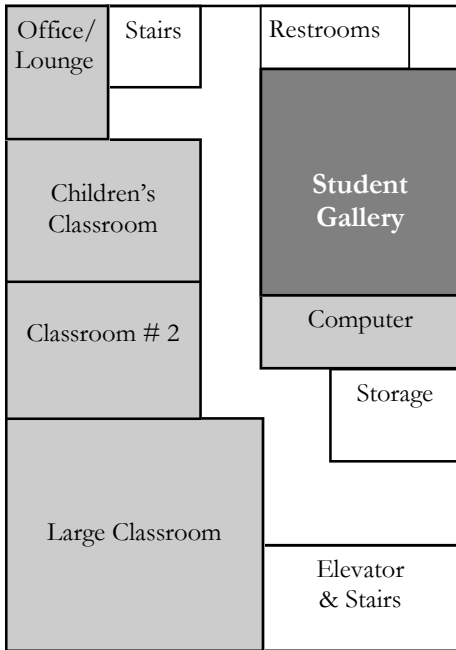 Office/
Lounge
Stairs
Restrooms
Children’s
Classroom
Student
Gallery
Classroom # 2
Computer
Storage
Large Classroom
Elevator
& Stairs